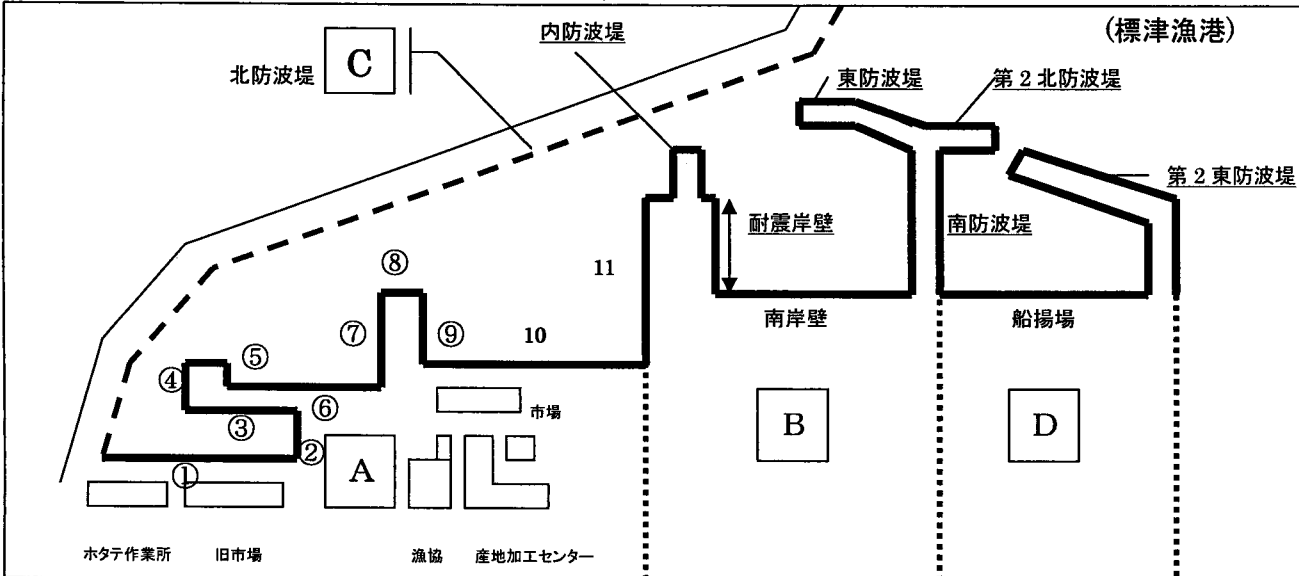 (標津漁港)
内防波堤
北防波堤
C
東防波堤
第2北防波堤
第2東防波堤
耐震岸壁
南防波堤
⑧
11
⑦
⑨
10
南岸壁
船揚場
⑤
④
⑥
③
市場
②
①
A
B
D
ホタテ作業所
旧市場
漁協
産地加工センター